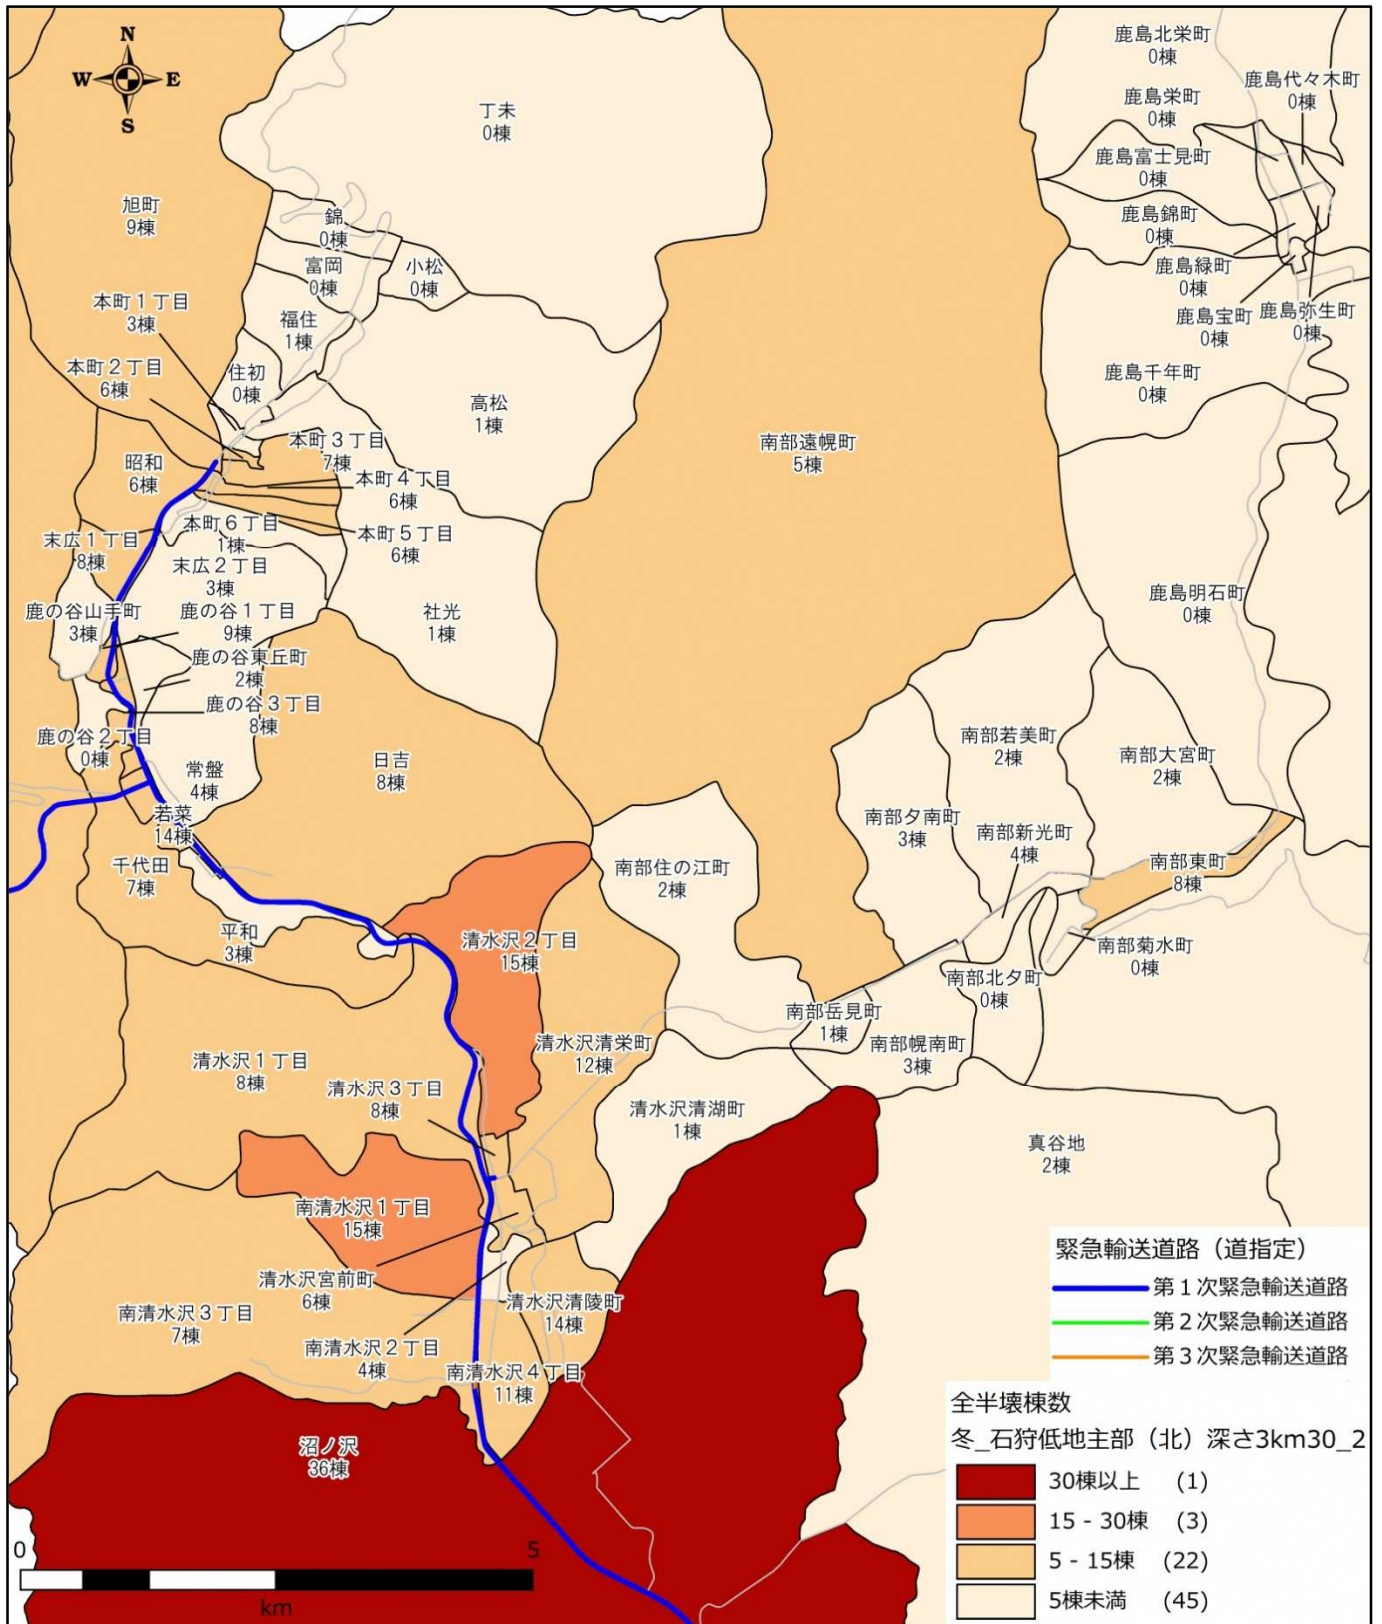 N
W E
S
鹿島北栄町
0棟
鹿島代々木町
0棟
鹿島栄町
0棟
丁未
0棟
鹿島富士見町
0棟
旭町
9棟
錦
0棟
鹿島錦町
0棟
富岡
0棟
小松
0棟
鹿島緑町
0棟
本町１丁目
3棟
福住
1棟
鹿島宝町
0棟
鹿島弥生町
0棟
本町２丁目
6棟
住初
0棟
鹿島千年町
0棟
高松
1棟
南部遠幌町
5棟
本町３丁目
7棟
昭和
6棟
本町４丁目
6棟
本町６丁目
1棟
本町５丁目
6棟
末広１丁目
8棟
末広２丁目
3棟
鹿島明石町
0棟
鹿の谷山手町
3棟
鹿の谷１丁目
9棟
社光
1棟
鹿の谷東丘町
2棟
鹿の谷３丁目
8棟
鹿の谷２丁目
0棟
常盤
4棟
日吉
8棟
南部若美町
2棟
南部大宮町
2棟
若菜
14棟
南部夕南町
3棟
南部新光町
4棟
千代田
7棟
南部住の江町
2棟
南部東町
8棟
平和
3棟
清水沢２丁目
15棟
南部菊水町
0棟
南部北夕町
0棟
南部岳見町
1棟
南部幌南町
3棟
清水沢清栄町
12棟
清水沢１丁目
8棟
清水沢３丁目
8棟
清水沢清湖町
1棟
真谷地
2棟
南清水沢１丁目
15棟
清水沢宮前町
6棟
清水沢清陵町
14棟
南清水沢３丁目
7棟
南清水沢２丁目
4棟
南清水沢４丁目
11棟
沼ノ沢
36棟
緊急輸送道路（道指定）
第１次緊急輸送道路
第２次緊急輸送道路
第３次緊急輸送道路
全半壊棟数
冬_石狩低地主部（北）深さ3km30_2
30棟以上 (1)
15 - 30棟 (3)
5 - 15棟 (22)
5棟未満 (45)
0 5
km